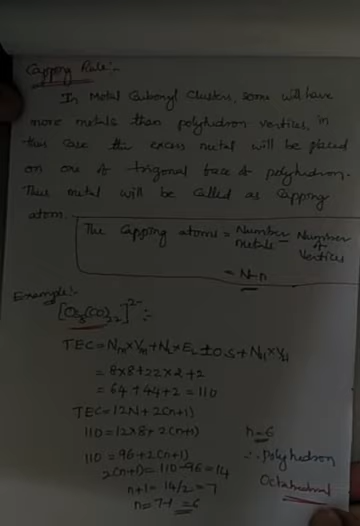 Capping Rule:-
In Metal Carbonyl Clusters, some will have
more metals than polyhedron vertices, in
this case the excess metal will be placed
on one of trigonal face of polyhedron.
Thus metal will be called as Capping
atom.
The Capping atoms = Number metals - Number of Vertices
= N-n
Example:-
[Os8(CO)22]2- :-
TEC = Nm×Vm + NL×EL ± O.S + NH×VH
= 8×8+22×2+2
= 64+44+2 = 110
TEC = 12N + 2(n+1)
110 = 12×8+2(n+1)
110 = 96+2(n+1)
2(n+1) = 110-96 = 14
n+1 = 14/2 = 7
n = 7-1 = 6
n = 6
∴ polyhedron
Octahedral